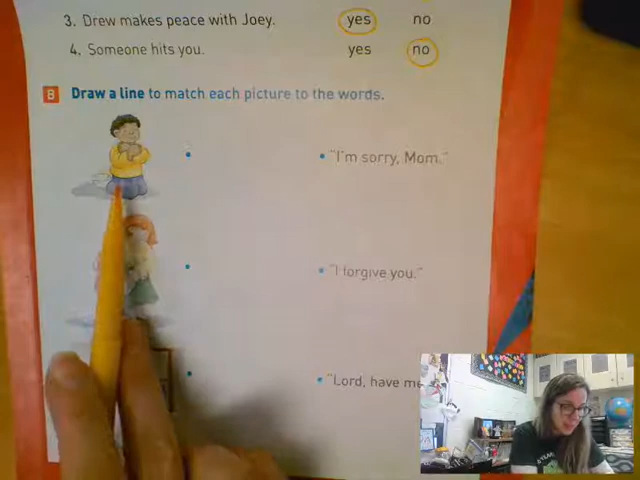 3. Drew makes peace with Joey. yes no
4. Someone hits you. yes no
B Draw a line to match each picture to the words.
• • "I'm sorry, Mom."
• • "I forgive you."
• • "Lord, have